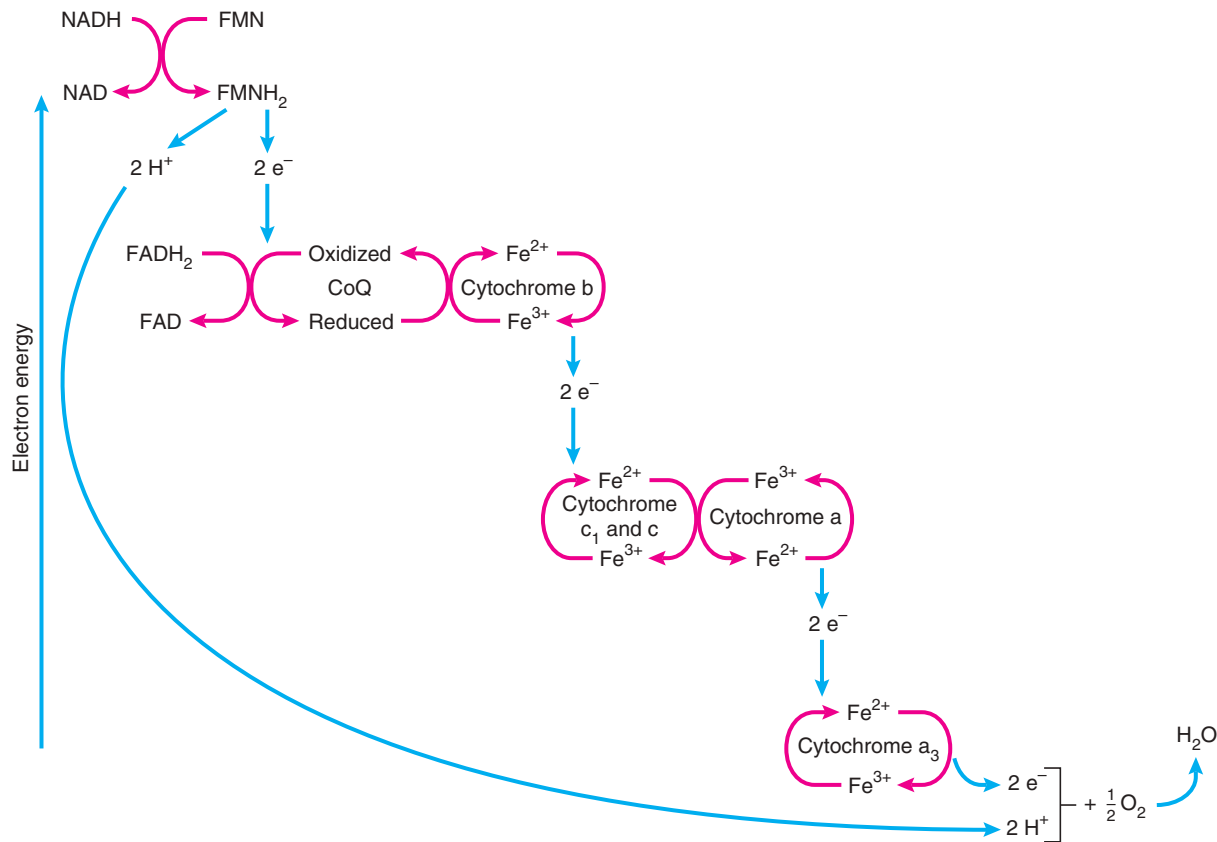 NADH FMN
NAD FMNH₂
2 H⁺ 2 e⁻
FADH₂ Oxidized Fe²⁺
CoQ Cytochrome b
FAD Reduced Fe³⁺
Electron energy
2 e⁻
Fe²⁺ Fe³⁺
Cytochrome
c₁ and c
Cytochrome a
Fe³⁺ Fe²⁺
2 e⁻
Fe²⁺
Cytochrome a₃
Fe³⁺
H₂O
2 e⁻
+ ½ O₂
2 H⁺